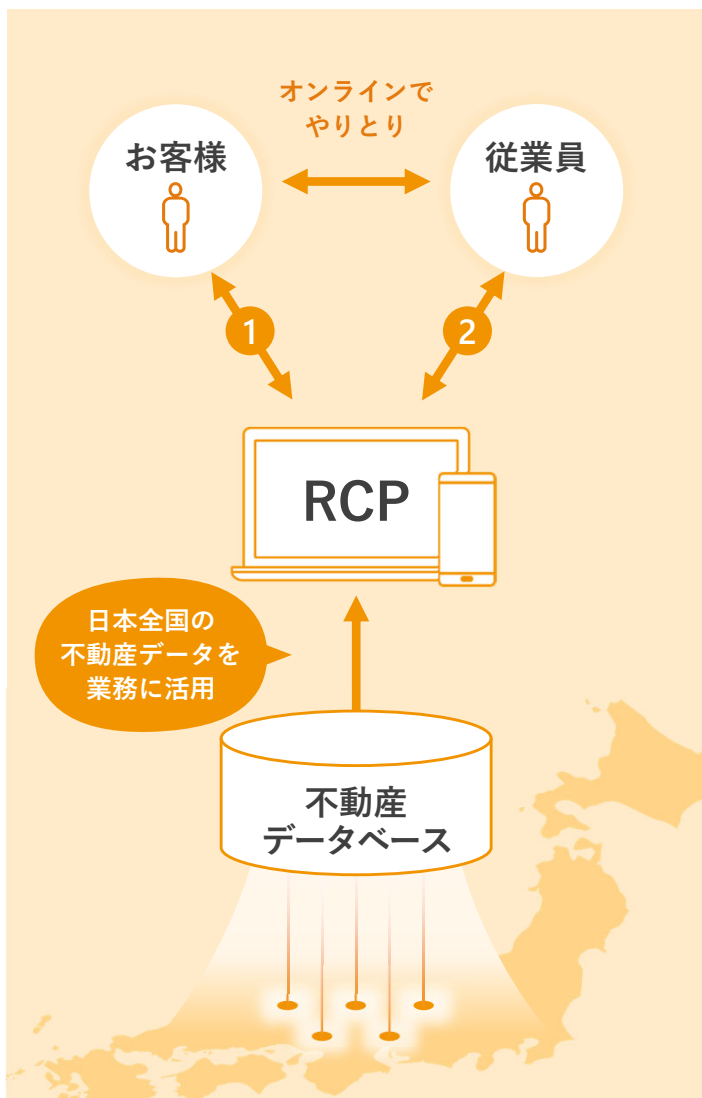 オンラインで
やりとり
お客様
従業員
1
2
RCP
日本全国の
不動産データを
業務に活用
不動産
データベース